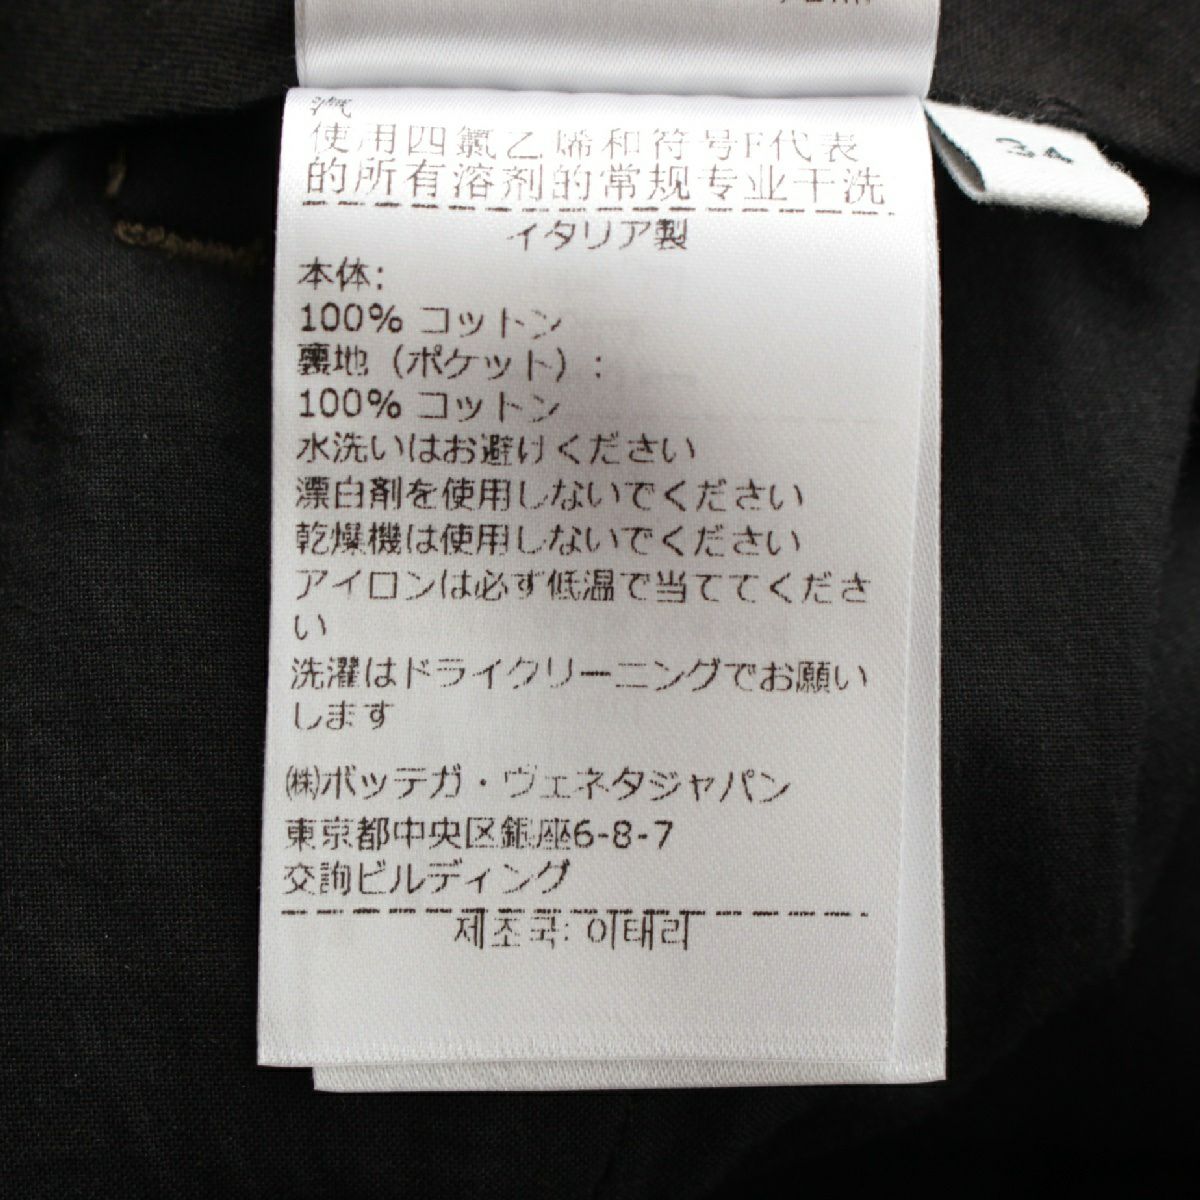 使用四氯乙烯和符号F代表
的所有溶剂的常规专业干洗
イタリア製
本体:
100% コットン
裏地（ポケット）:
100% コットン
水洗いはお避けください
漂白剤を使用しないでください
乾燥機は使用しないでください
アイロンは必ず低温で当ててくださ
い
洗濯はドライクリーニングでお願い
します
㈱ボッテガ・ヴェネタジャパン
東京都中央区銀座6-8-7
交詢ビルディング
제조국: 이태리
34